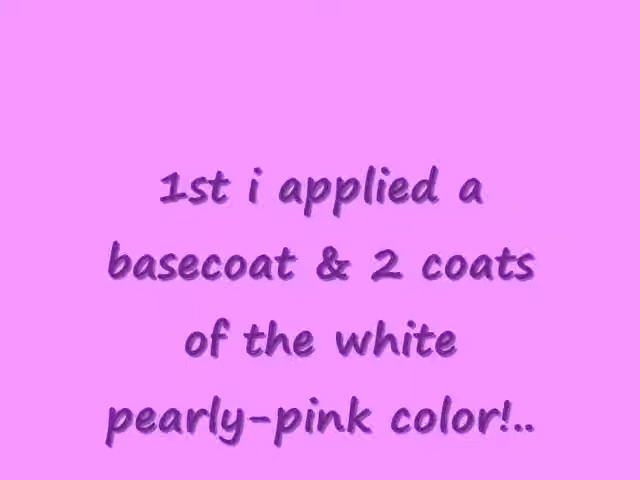 1st i applied a
basecoat & 2 coats
of the white
pearly-pink color!..